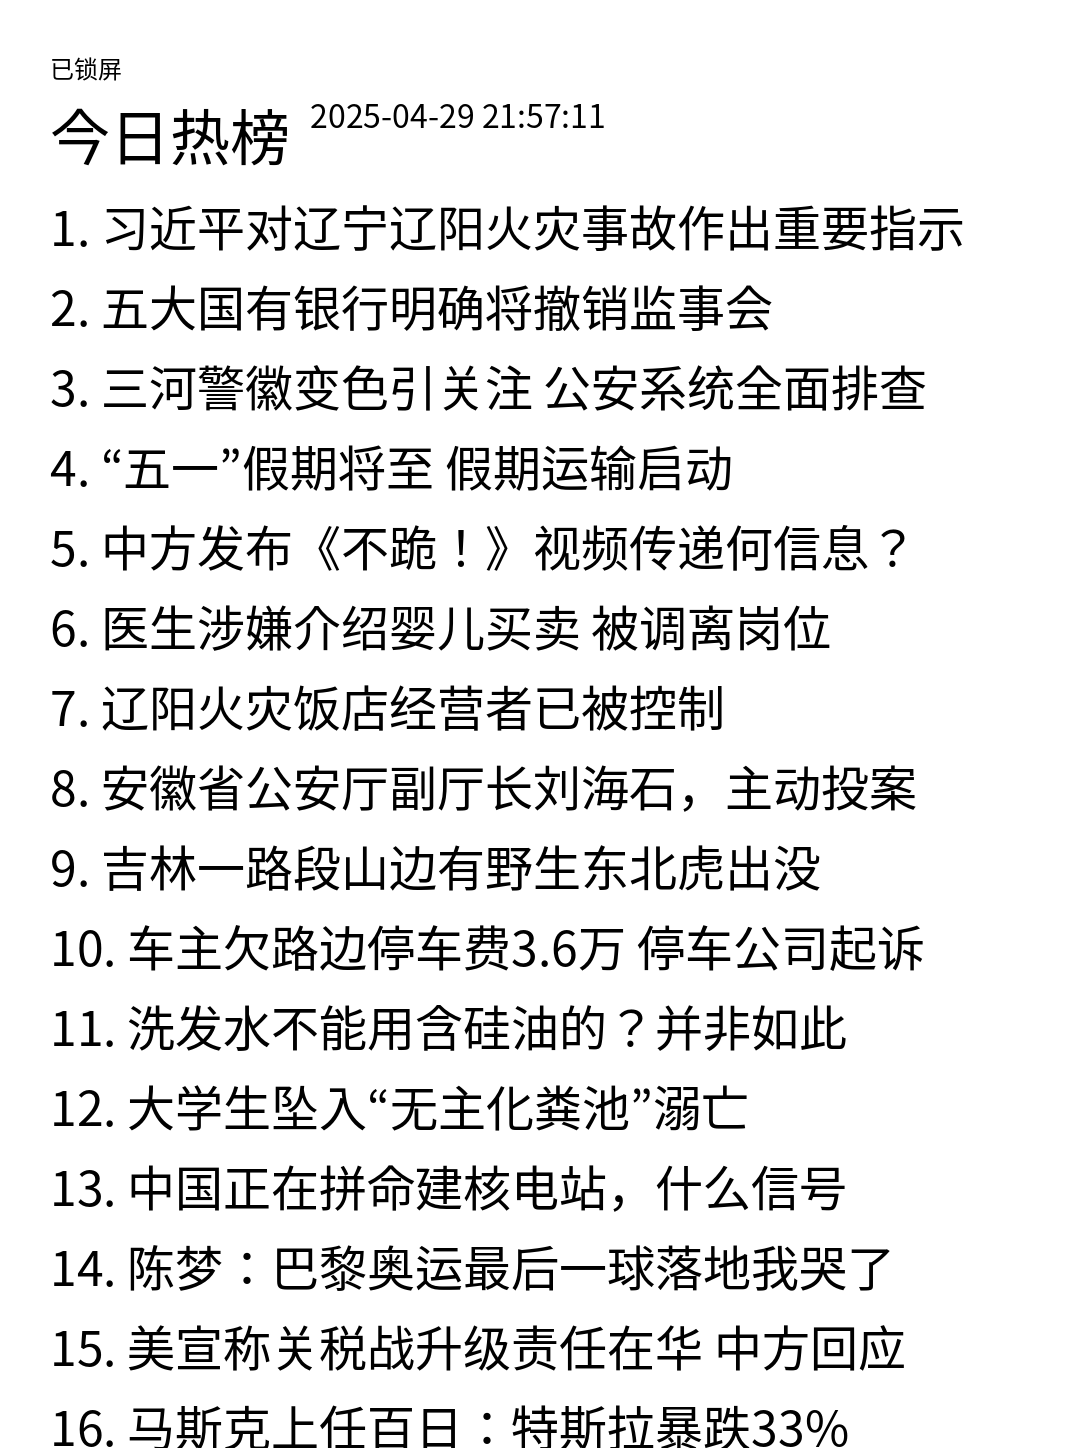 已锁屏
今日热榜 2025-04-29 21:57:11
1. 习近平对辽宁辽阳火灾事故作出重要指示
2. 五大国有银行明确将撤销监事会
3. 三河警徽变色引关注 公安系统全面排查
4. “五一”假期将至 假期运输启动
5. 中方发布《不跪！》视频传递何信息？
6. 医生涉嫌介绍婴儿买卖 被调离岗位
7. 辽阳火灾饭店经营者已被控制
8. 安徽省公安厅副厅长刘海石，主动投案
9. 吉林一路段山边有野生东北虎出没
10. 车主欠路边停车费3.6万 停车公司起诉
11. 洗发水不能用含硅油的？并非如此
12. 大学生坠入“无主化粪池”溺亡
13. 中国正在拼命建核电站，什么信号
14. 陈梦：巴黎奥运最后一球落地我哭了
15. 美宣称关税战升级责任在华 中方回应
16. 马斯克上任百日：特斯拉暴跌33%